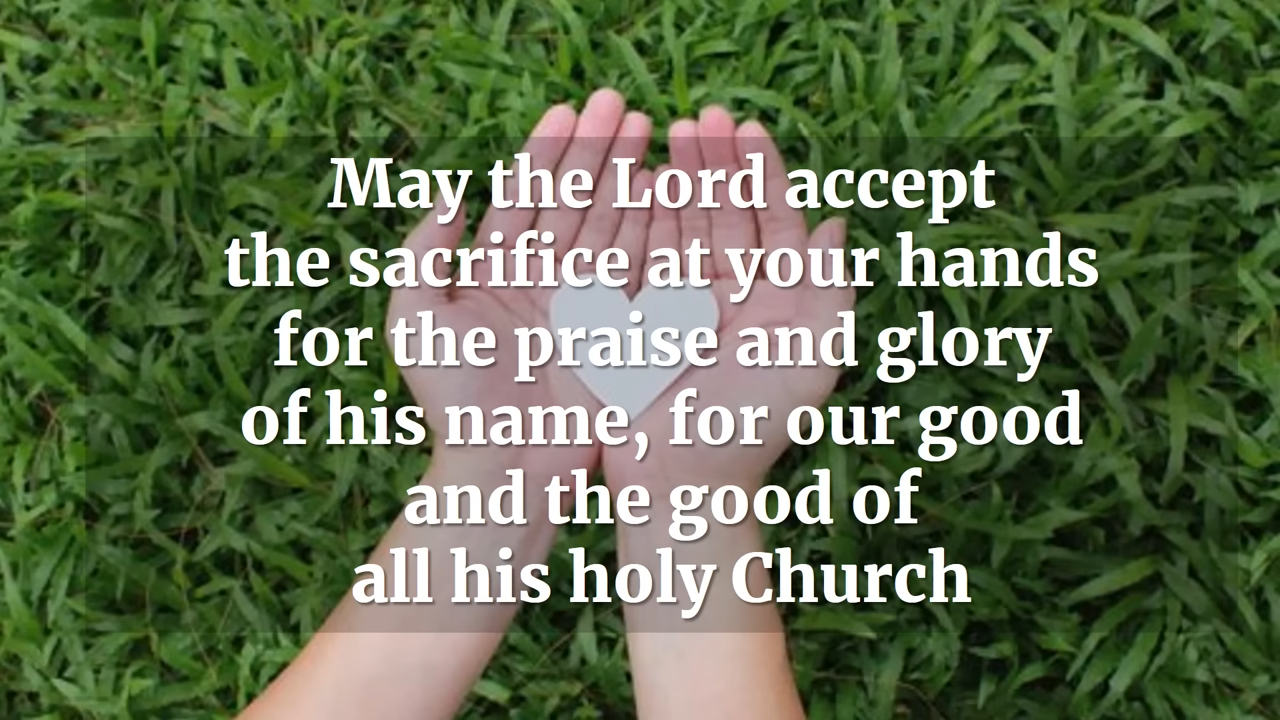 May the Lord accept
the sacrifice at your hands
for the praise and glory
of his name, for our good
and the good of
all his holy Church